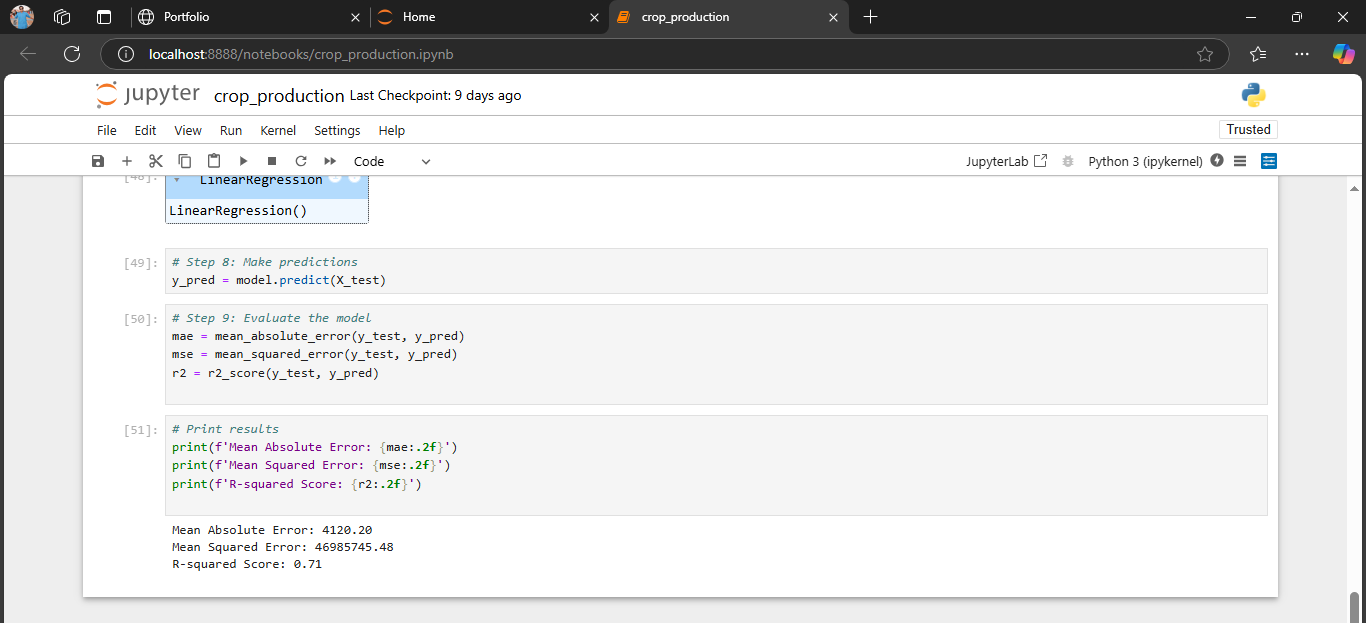 Portfolio
Home
crop_production
localhost:8888/notebooks/crop_production.ipynb
jupyter crop_production Last Checkpoint: 9 days ago
File Edit View Run Kernel Settings Help
Trusted
Code
JupyterLab
Python 3 (ipykernel)
[48]: LinearRegression
LinearRegression()
[49]: # Step 8: Make predictions
y_pred = model.predict(X_test)
[50]: # Step 9: Evaluate the model
mae = mean_absolute_error(y_test, y_pred)
mse = mean_squared_error(y_test, y_pred)
r2 = r2_score(y_test, y_pred)
[51]: # Print results
print(f'Mean Absolute Error: {mae:.2f}')
print(f'Mean Squared Error: {mse:.2f}')
print(f'R-squared Score: {r2:.2f}')
Mean Absolute Error: 4120.20
Mean Squared Error: 46985745.48
R-squared Score: 0.71